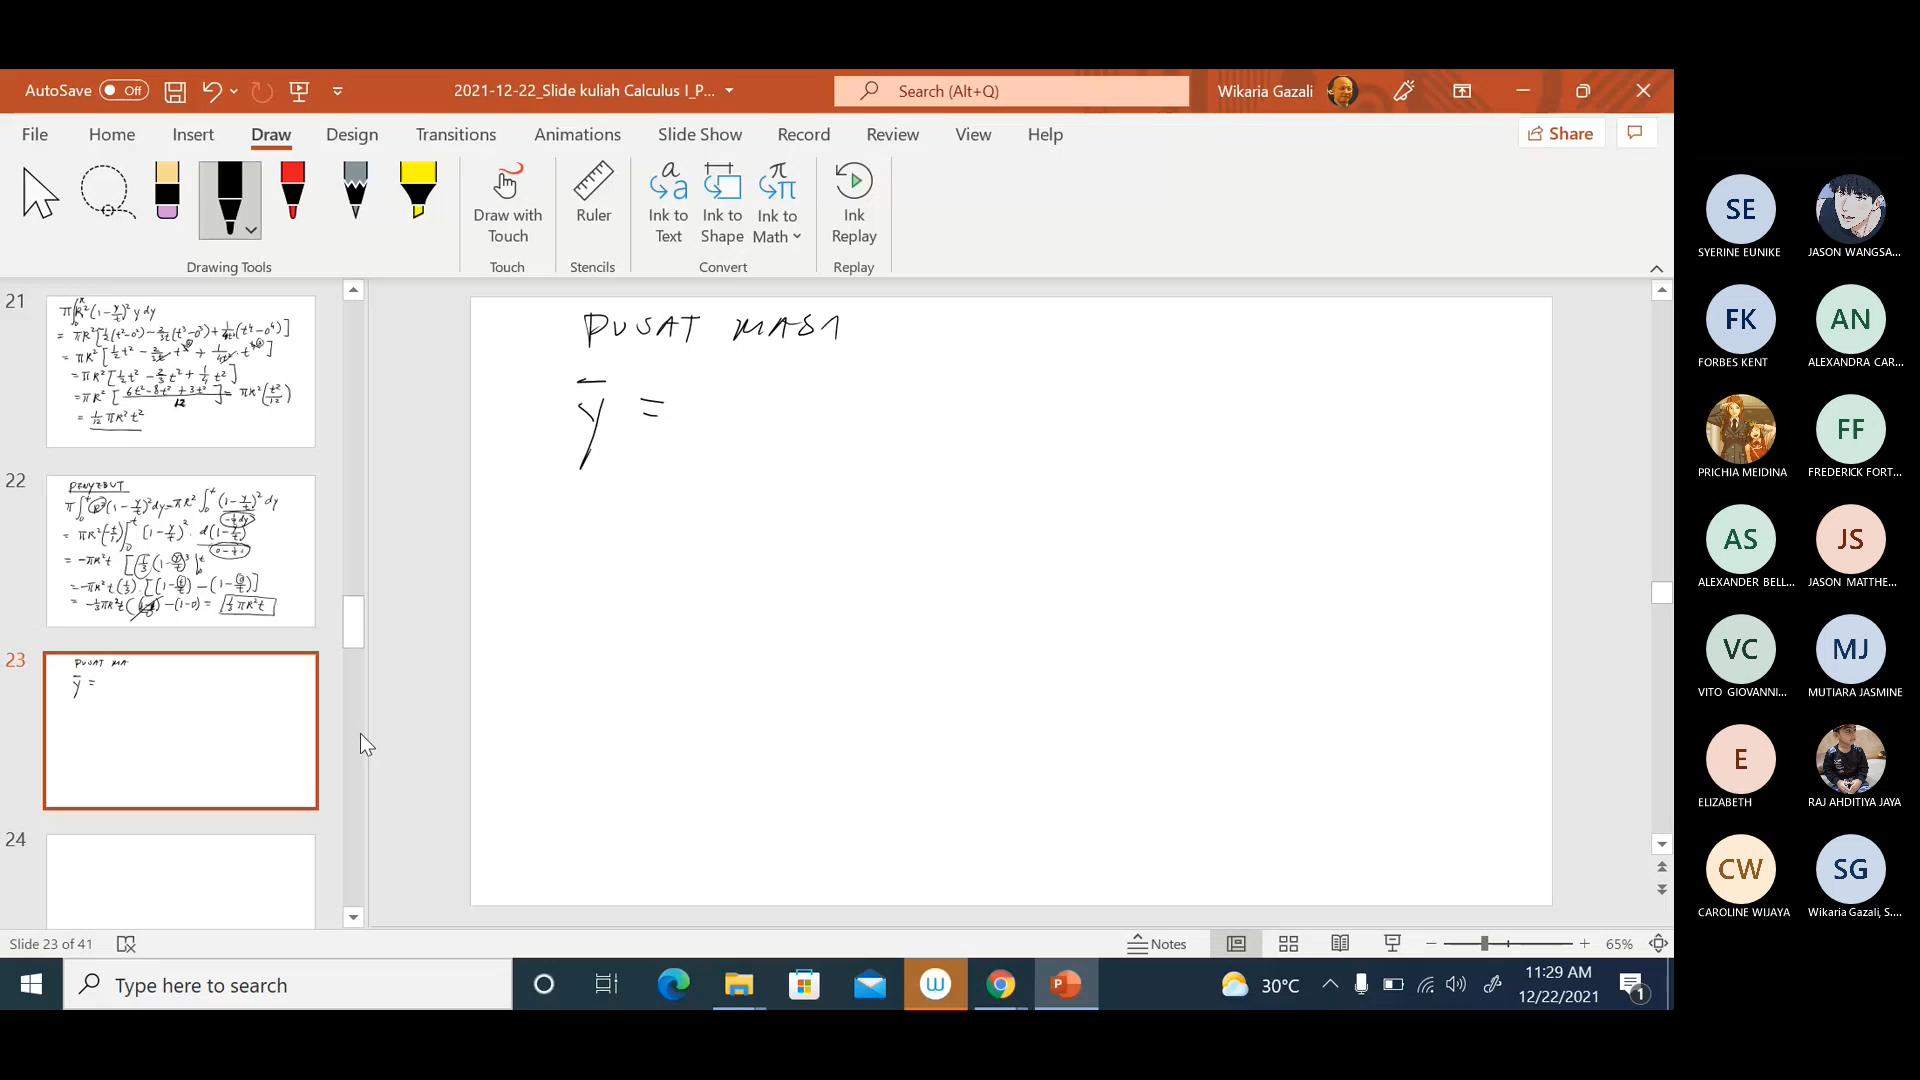 AutoSave Off
2021-12-22_Slide kuliah Calculus I_P...
Search (Alt+Q)
Wikaria Gazali
File Home Insert Draw Design Transitions Animations Slide Show Record Review View Help
Share
Draw with Touch
Ruler
Ink to Text
Ink to Shape
Ink to Math
Ink Replay
Drawing Tools
Touch
Stencils
Convert
Replay
21
22
PENYEBUT
23
PUSAT MA
y̅ =
24
PUSAT MASA
y̅ =
Slide 23 of 41
Notes
65%
Type here to search
30°C
11:29 AM
12/22/2021
1
SE
SYERINE EUNIKE
JASON WANGSA...
FK
FORBES KENT
AN
ALEXANDRA CAR...
PRICHIA MEIDINA
FF
FREDERICK FORT...
AS
ALEXANDER BELL...
JS
JASON MATTHE...
VC
VITO GIOVANNI...
MJ
MUTIARA JASMINE
E
ELIZABETH
RAJ AHDITIYA JAYA
CW
CAROLINE WIJAYA
SG
Wikaria Gazali, S....